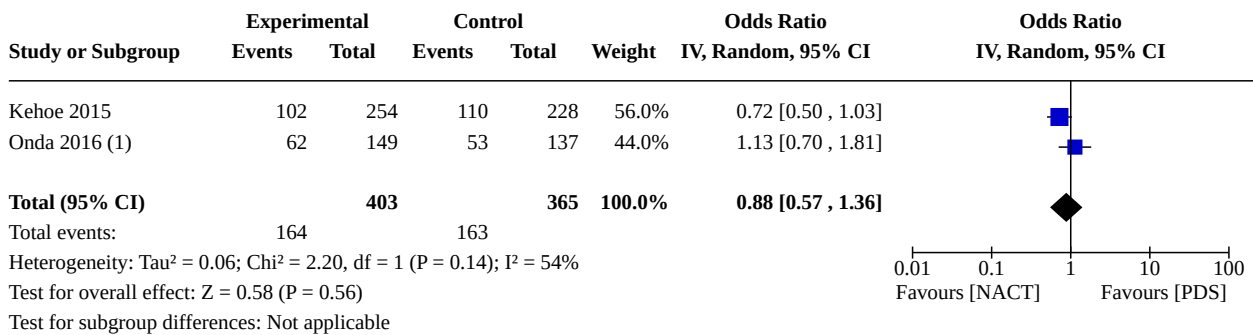 Experimental Control Odds Ratio Odds Ratio
Study or Subgroup Events Total Events Total Weight IV, Random, 95% CI IV, Random, 95% CI
Kehoe 2015 102 254 110 228 56.0% 0.72 [0.50 , 1.03]
Onda 2016 (1) 62 149 53 137 44.0% 1.13 [0.70 , 1.81]
Total (95% CI) 403 365 100.0% 0.88 [0.57 , 1.36]
Total events: 164 163
Heterogeneity: Tau² = 0.06; Chi² = 2.20, df = 1 (P = 0.14); I² = 54%
0.01 0.1 1 10 100
Test for overall effect: Z = 0.58 (P = 0.56) Favours [NACT] Favours [PDS]
Test for subgroup differences: Not applicable